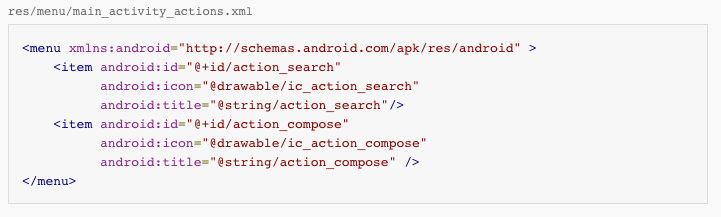 res/menu/main_activity_actions.xml
<menu xmlns:android="http://schemas.android.com/apk/res/android" >
    <item android:id="@+id/action_search"
          android:icon="@drawable/ic_action_search"
          android:title="@string/action_search"/>
    <item android:id="@+id/action_compose"
          android:icon="@drawable/ic_action_compose"
          android:title="@string/action_compose" />
</menu>